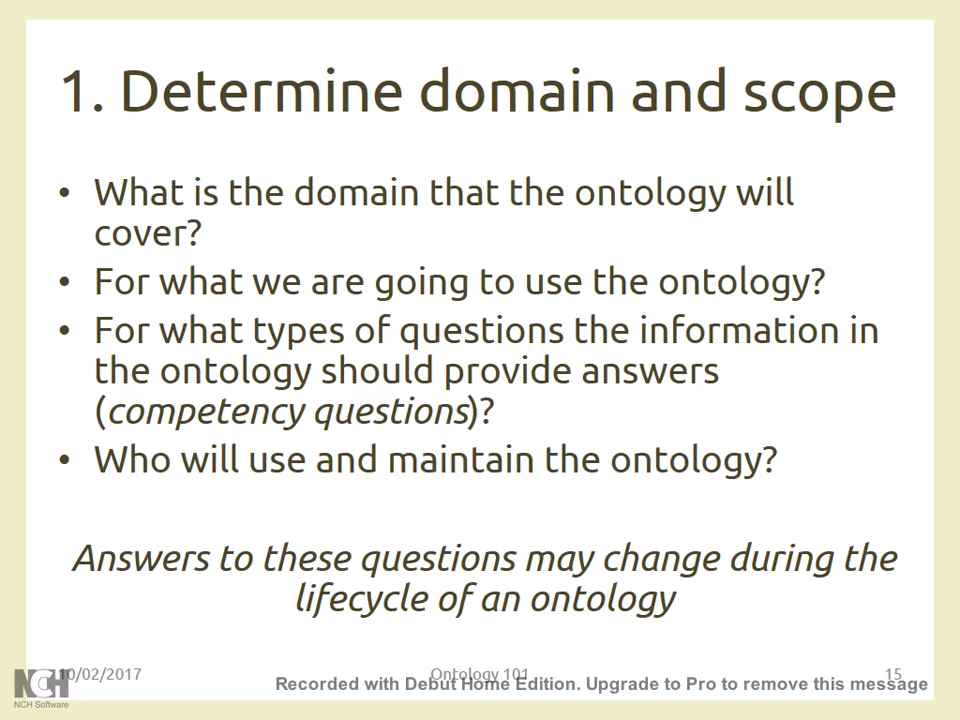 1. Determine domain and scope
• What is the domain that the ontology will
cover?
• For what we are going to use the ontology?
• For what types of questions the information in
the ontology should provide answers
(competency questions)?
• Who will use and maintain the ontology?
Answers to these questions may change during the
lifecycle of an ontology
10/02/2017
Ontology 101
15
NCH
NCH Software
Recorded with Debut Home Edition. Upgrade to Pro to remove this message